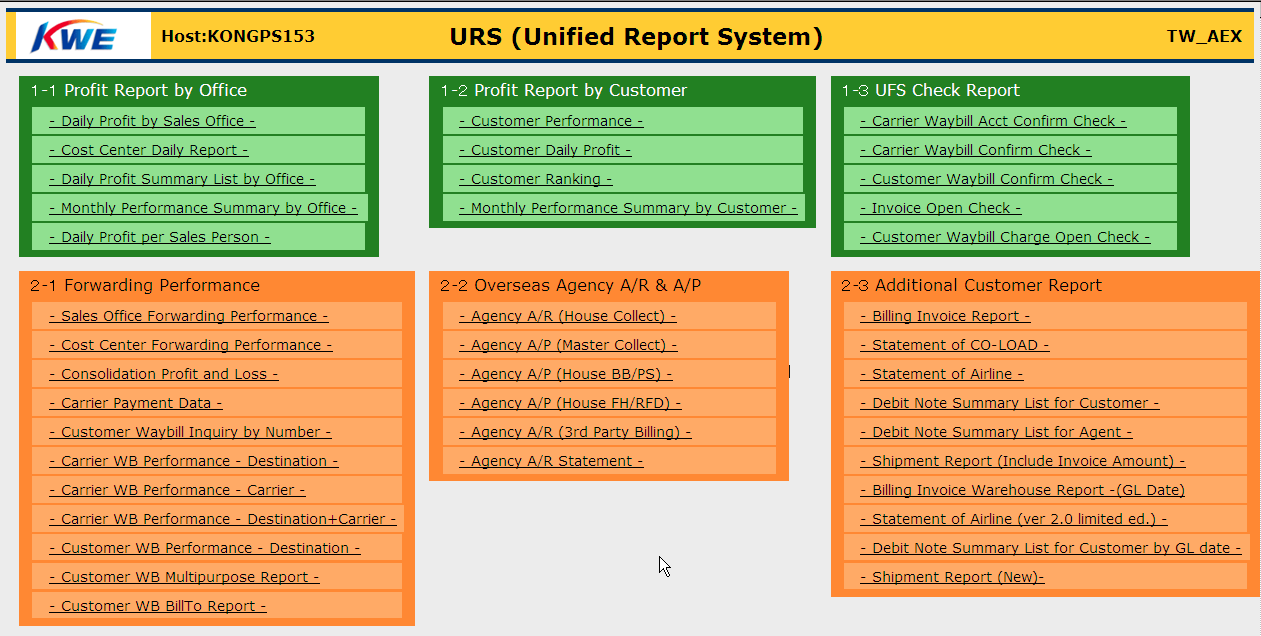 KWE
Host:KONGPS153
URS (Unified Report System)
TW_AEX
1-1 Profit Report by Office
- Daily Profit by Sales Office -
- Cost Center Daily Report -
- Daily Profit Summary List by Office -
- Monthly Performance Summary by Office -
- Daily Profit per Sales Person -
1-2 Profit Report by Customer
- Customer Performance -
- Customer Daily Profit -
- Customer Ranking -
- Monthly Performance Summary by Customer -
1-3 UFS Check Report
- Carrier Waybill Acct Confirm Check -
- Carrier Waybill Confirm Check -
- Customer Waybill Confirm Check -
- Invoice Open Check -
- Customer Waybill Charge Open Check -
2-1 Forwarding Performance
- Sales Office Forwarding Performance -
- Cost Center Forwarding Performance -
- Consolidation Profit and Loss -
- Carrier Payment Data -
- Customer Waybill Inquiry by Number -
- Carrier WB Performance - Destination -
- Carrier WB Performance - Carrier -
- Carrier WB Performance - Destination+Carrier -
- Customer WB Performance - Destination -
- Customer WB Multipurpose Report -
- Customer WB BillTo Report -
2-2 Overseas Agency A/R & A/P
- Agency A/R (House Collect) -
- Agency A/P (Master Collect) -
- Agency A/P (House BB/PS) -
- Agency A/P (House FH/RFD) -
- Agency A/R (3rd Party Billing) -
- Agency A/R Statement -
2-3 Additional Customer Report
- Billing Invoice Report -
- Statement of CO-LOAD -
- Statement of Airline -
- Debit Note Summary List for Customer -
- Debit Note Summary List for Agent -
- Shipment Report (Include Invoice Amount) -
- Billing Invoice Warehouse Report -(GL Date)
- Statement of Airline (ver 2.0 limited ed.) -
- Debit Note Summary List for Customer by GL date -
- Shipment Report (New)-